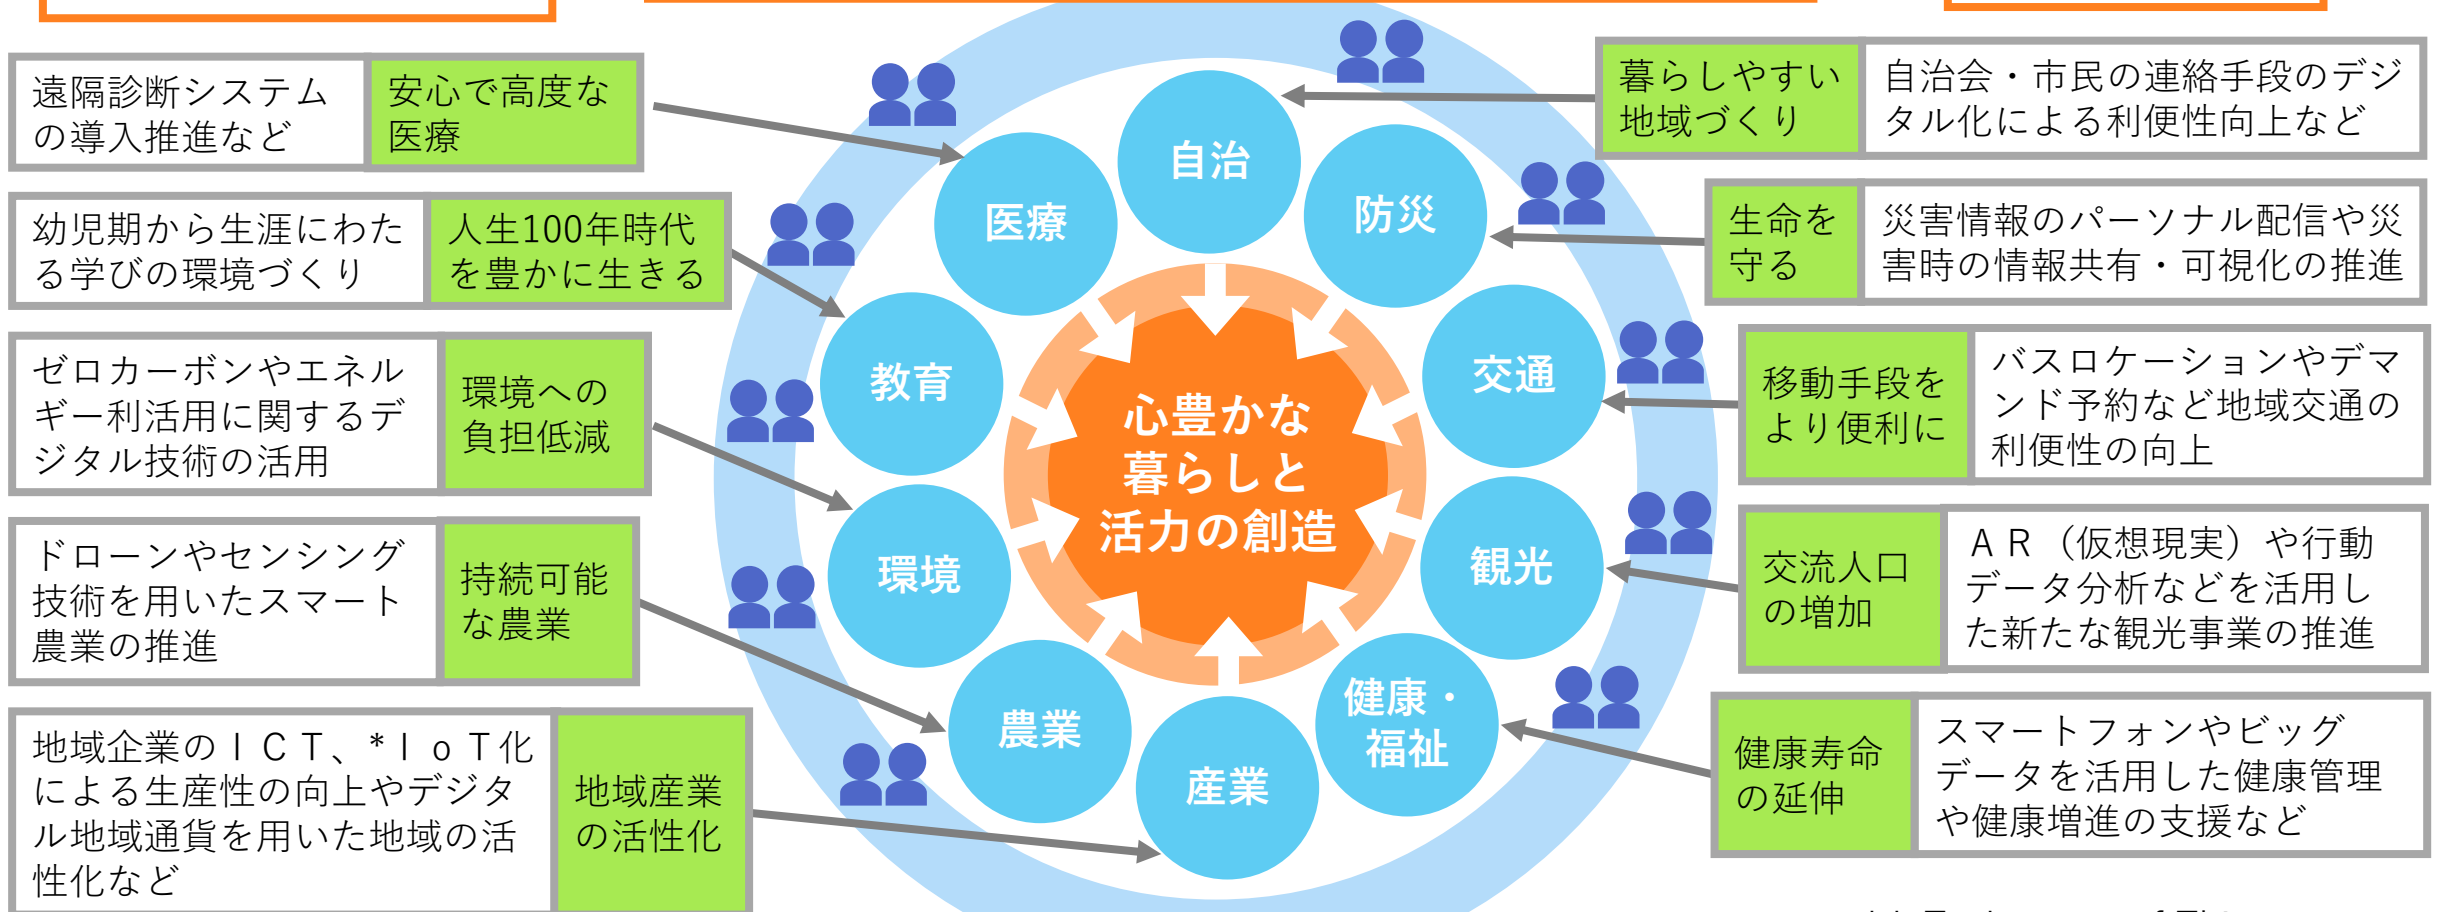 遠隔診断システム
の導入推進など
安心で高度な
医療
幼児期から生涯にわた
る学びの環境づくり
人生100年時代
を豊かに生きる
ゼロカーボンやエネル
ギー利活用に関するデ
ジタル技術の活用
環境への
負担低減
ドローンやセンシング
技術を用いたスマート
農業の推進
持続可能
な農業
地域企業のＩＣＴ、*ＩｏＴ化
による生産性の向上やデジタ
ル地域通貨を用いた地域の活
性化など
地域産業
の活性化
自治
医療
防災
教育
交通
環境
観光
農業
健康・
福祉
産業
心豊かな
暮らしと
活力の創造
暮らしやすい
地域づくり
自治会・市民の連絡手段のデジ
タル化による利便性向上など
生命を
守る
災害情報のパーソナル配信や災
害時の情報共有・可視化の推進
移動手段を
より便利に
バスロケーションやデマ
ンド予約など地域交通の
利便性の向上
交流人口
の増加
ＡＲ（仮想現実）や行動
データ分析などを活用し
た新たな観光事業の推進
健康寿命
の延伸
スマートフォンやビッグ
データを活用した健康管理
や健康増進の支援など